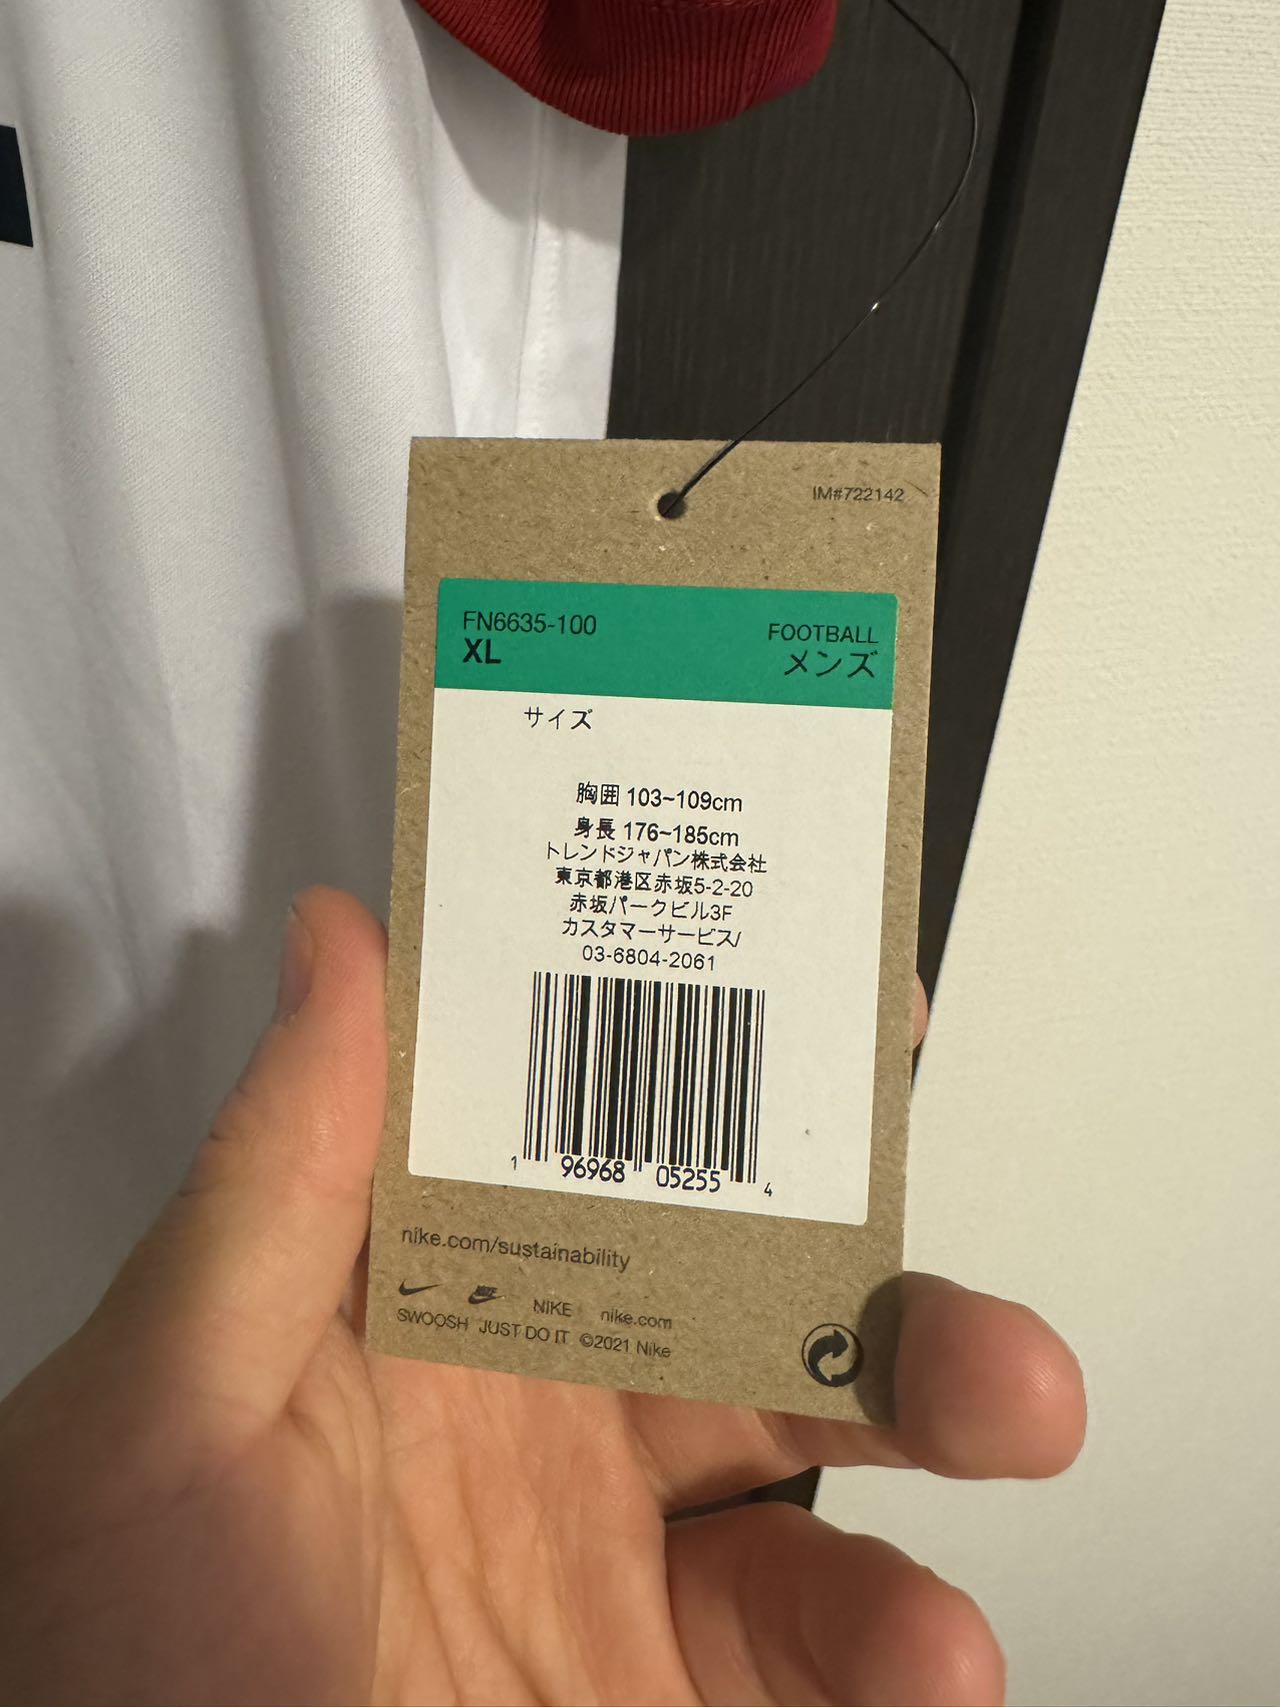 IM#722142
FN6635-100
XL
FOOTBALL
メンズ
サイズ
胸囲 103~109cm
身長 176~185cm
トレンドジャパン株式会社
東京都港区赤坂5-2-20
赤坂パークビル3F
カスタマーサービス/
03-6804-2061
1 96968 05255 4
nike.com/sustainability
NIKE NIKE nike.com
SWOOSH JUST DO IT ©2021 Nike